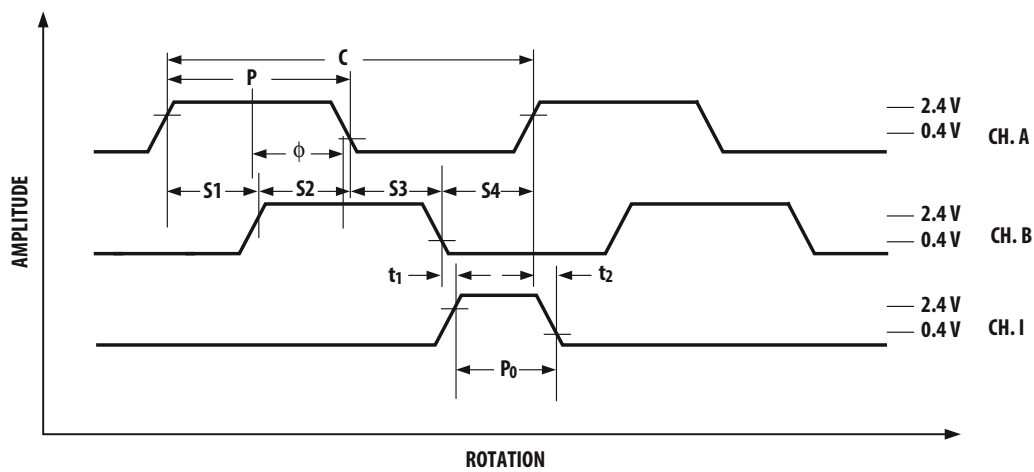 C
P
2.4 V
0.4 V
CH. A
ϕ
S1 S2 S3 S4
2.4 V
0.4 V
CH. B
AMPLITUDE
t1 t2
2.4 V
0.4 V
CH. I
P0
ROTATION